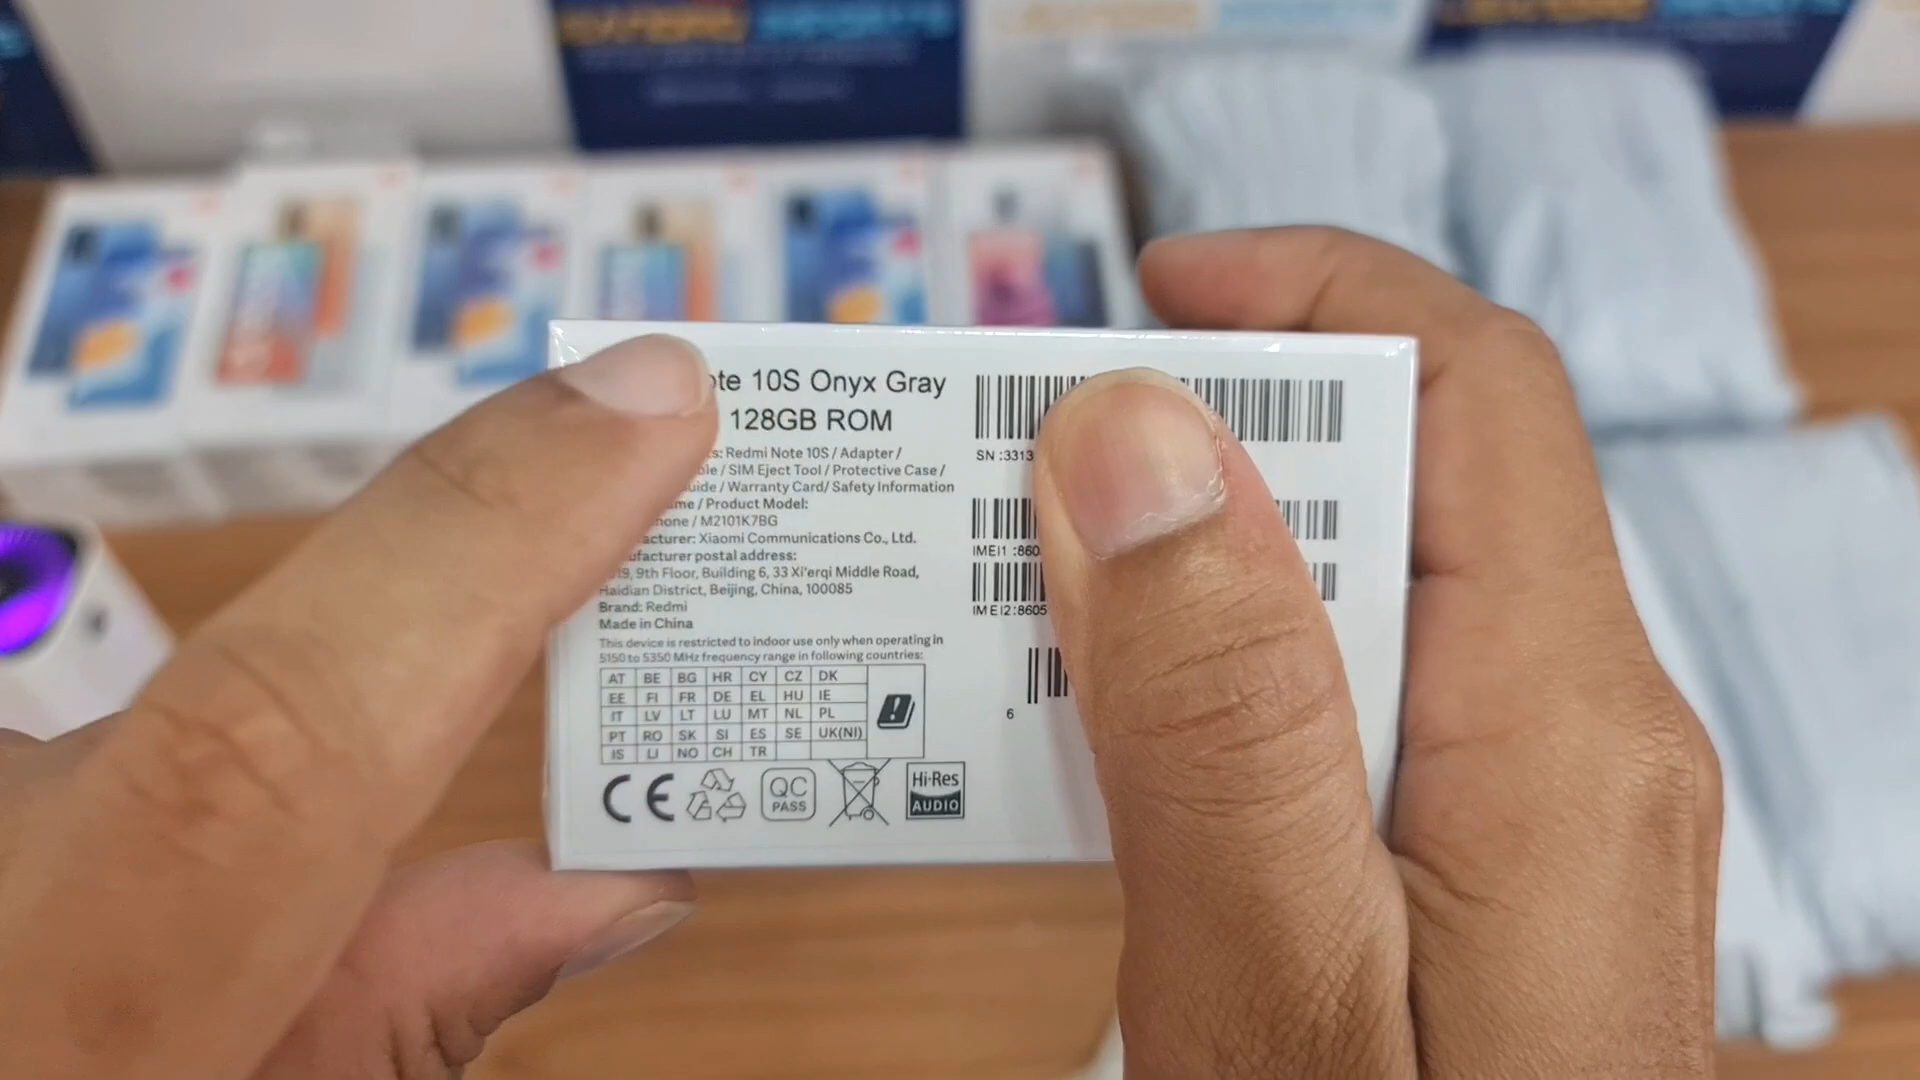 ote 10S Onyx Gray
128GB ROM
s: Redmi Note 10S / Adapter /
ble / SIM Eject Tool / Protective Case /
uide / Warranty Card/ Safety Information
me / Product Model:
hone / M2101K7BG
acturer: Xiaomi Communications Co., Ltd.
ufacturer postal address:
19, 9th Floor, Building 6, 33 Xi'erqi Middle Road,
Haidian District, Beijing, China, 100085
Brand: Redmi
Made in China
This device is restricted to indoor use only when operating in
5150 to 5350 MHz frequency range in following countries:
AT BE BG HR CY CZ DK
EE FI FR DE EL HU IE
IT LV LT LU MT NL PL
PT RO SK SI ES SE UK(NI)
IS LI NO CH TR
CE
QC
PASS
Hi-Res
AUDIO
SN :3313
IMEI1 :860
IMEI2:8605
6